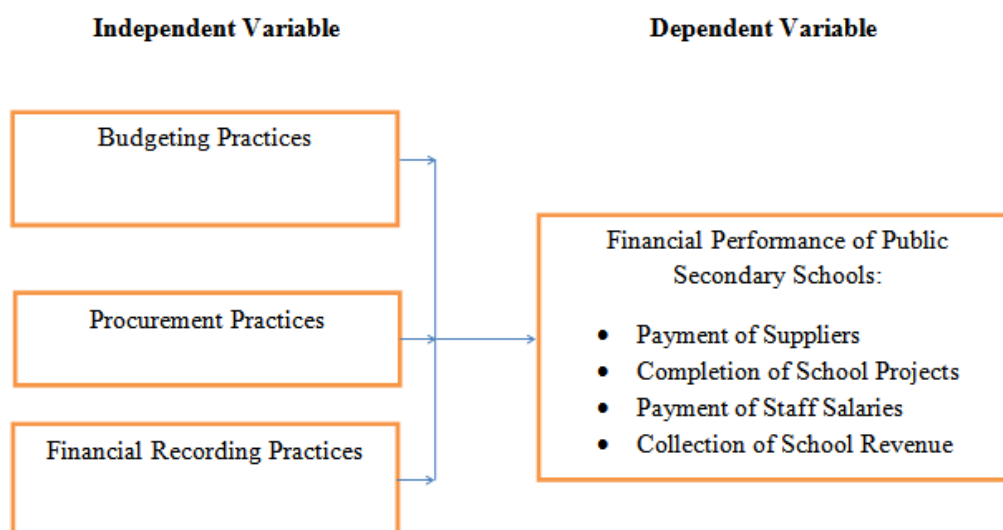 Independent Variable
Dependent Variable
Budgeting Practices
Procurement Practices
Financial Recording Practices
Financial Performance of Public
Secondary Schools:
• Payment of Suppliers
• Completion of School Projects
• Payment of Staff Salaries
• Collection of School Revenue